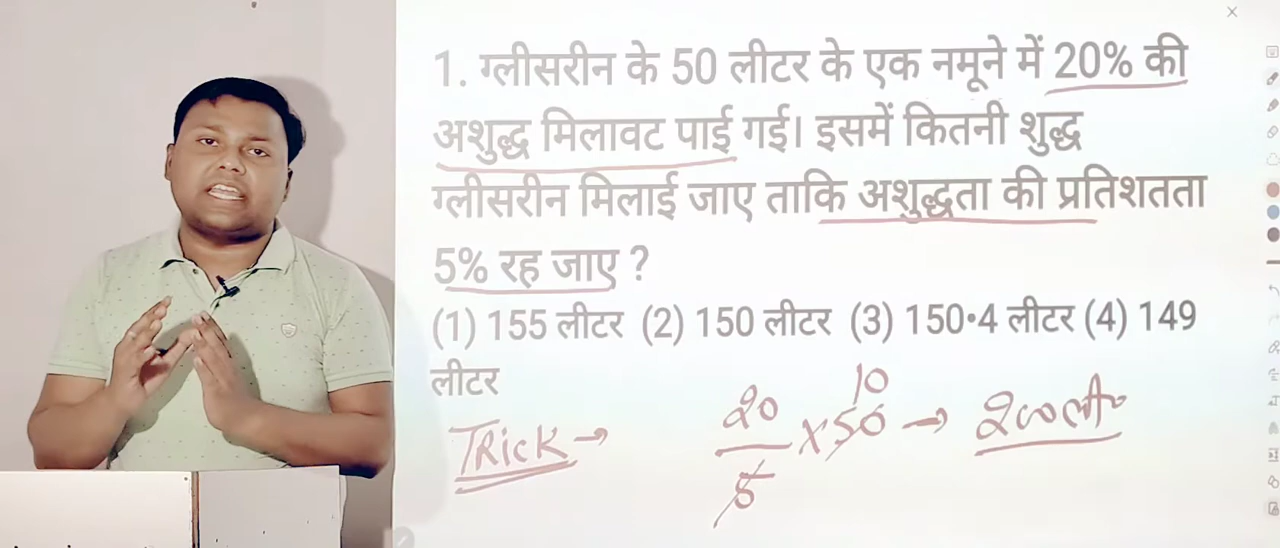 1. ग्लीसरीन के 50 लीटर के एक नमूने में 20% की
अशुद्ध मिलावट पाई गई। इसमें कितनी शुद्ध
ग्लीसरीन मिलाई जाए ताकि अशुद्धता की प्रतिशतता
5% रह जाए ?
(1) 155 लीटर (2) 150 लीटर (3) 150•4 लीटर (4) 149
लीटर
TRicK → 20/5 × 50 10 → 200ली०